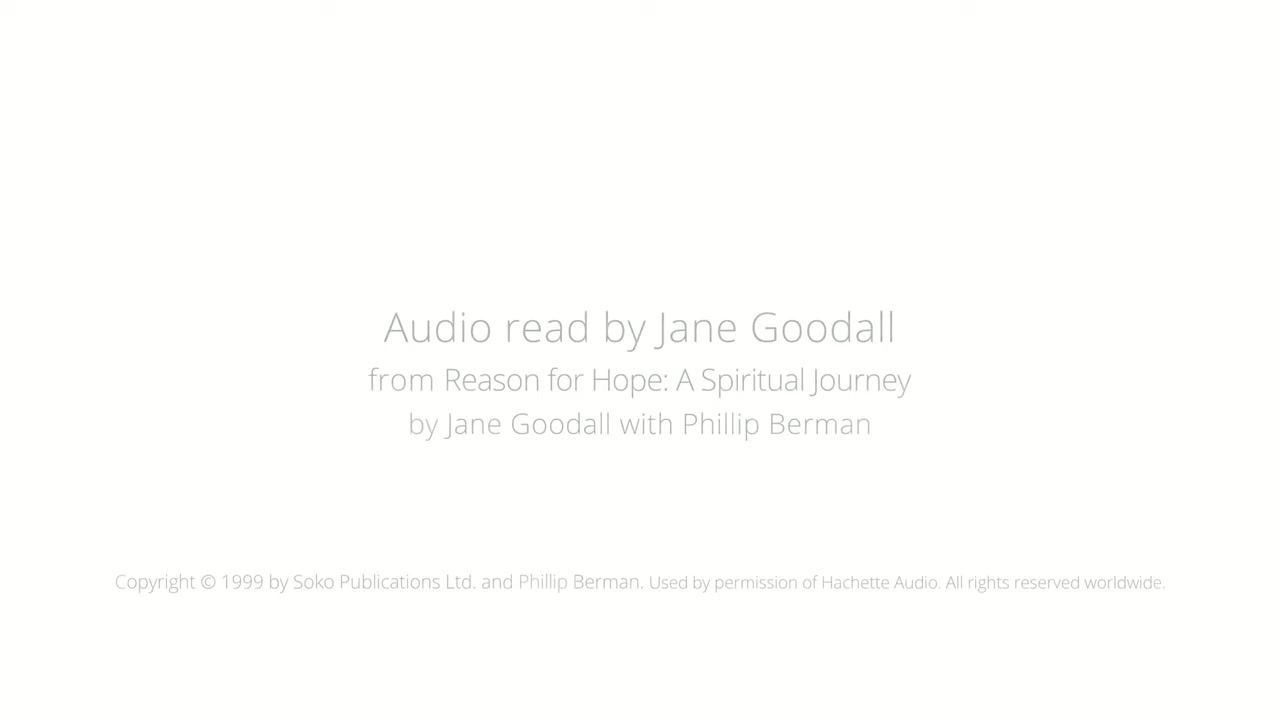 Audio read by Jane Goodall
from Reason for Hope: A Spiritual Journey
by Jane Goodall with Phillip Berman
Copyright © 1999 by Soko Publications Ltd. and Phillip Berman. Used by permission of Hachette Audio. All rights reserved worldwide.